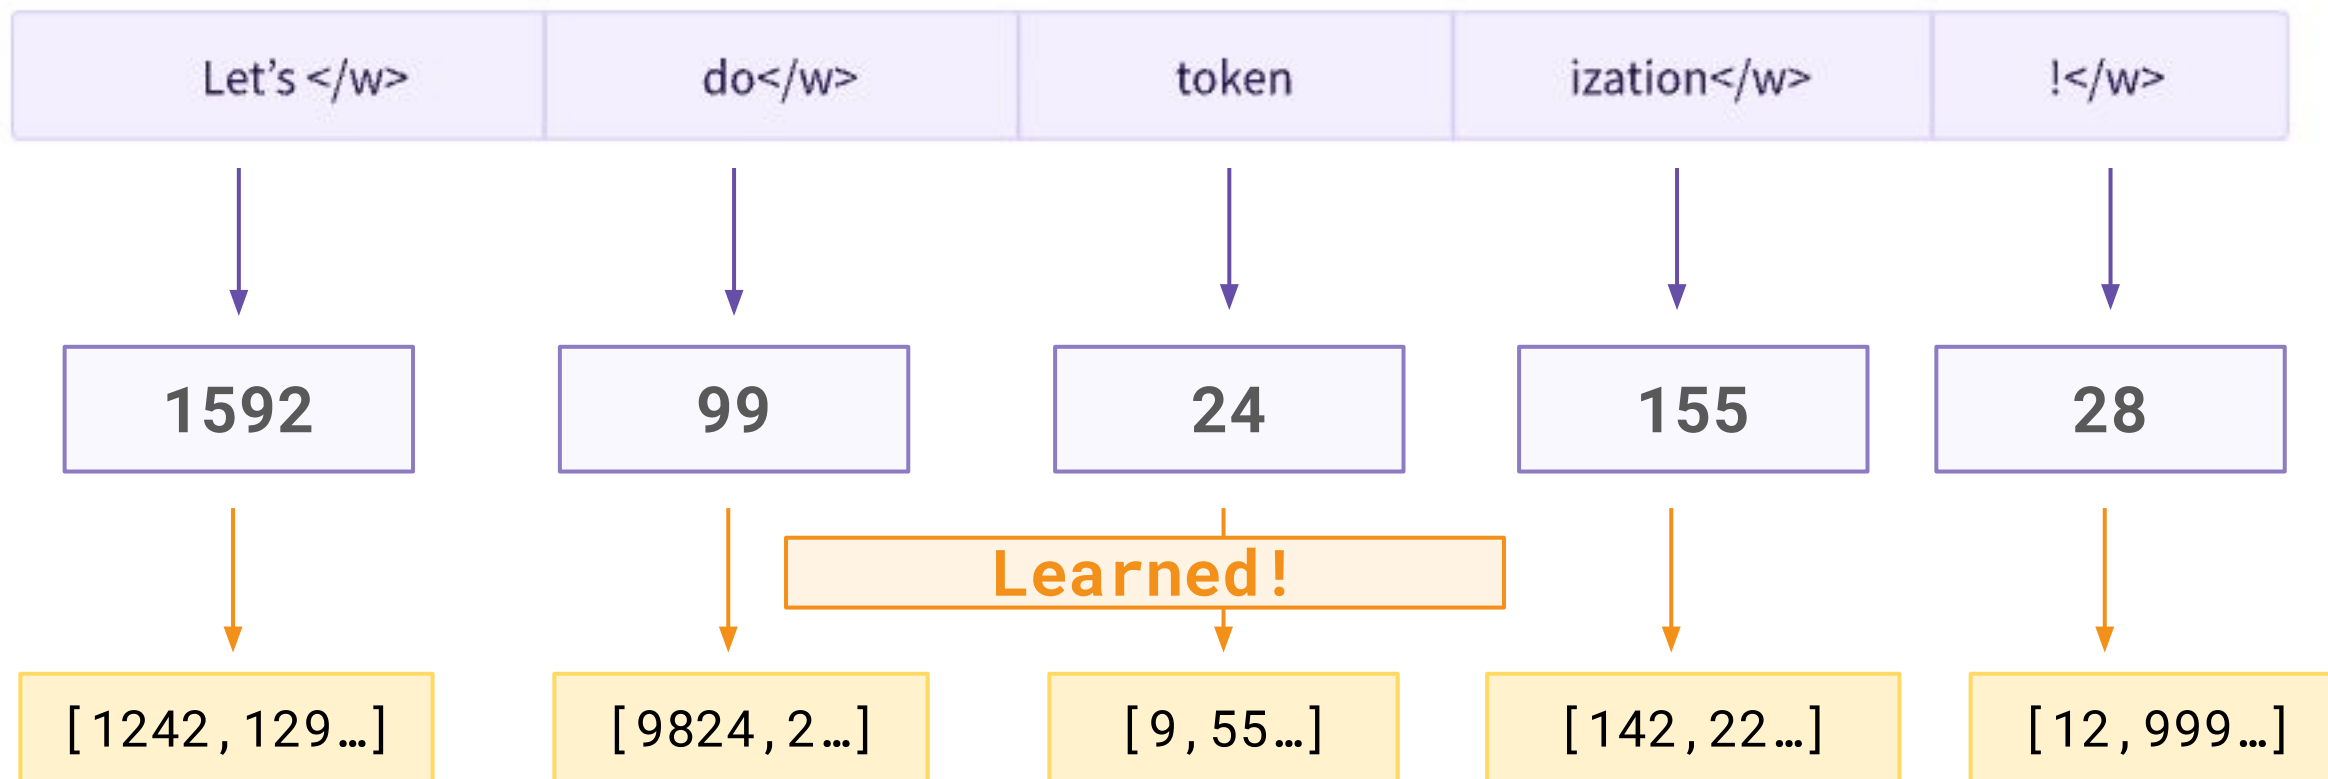 Let’s </w> do</w> token ization</w> !</w>
1592 99 24 155 28
Learned!
[1242,129…] [9824,2…] [9,55…] [142,22…] [12,999…]